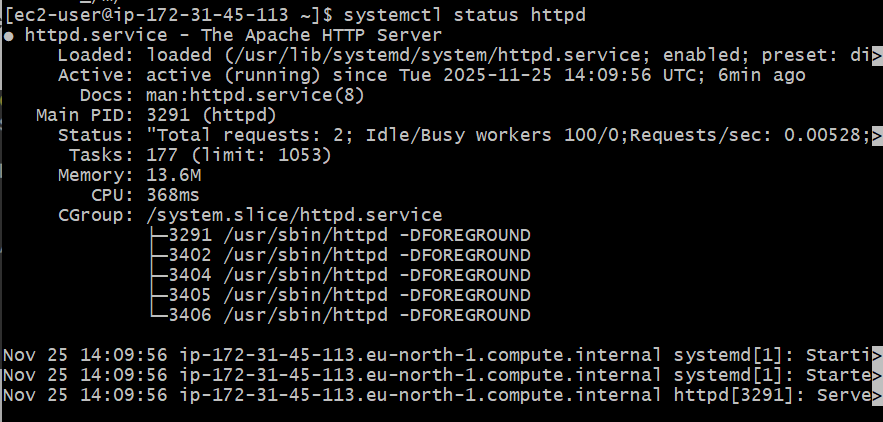 [ec2-user@ip-172-31-45-113 ~]$ systemctl status httpd
● httpd.service - The Apache HTTP Server
     Loaded: loaded (/usr/lib/systemd/system/httpd.service; enabled; preset: di>
     Active: active (running) since Tue 2025-11-25 14:09:56 UTC; 6min ago
       Docs: man:httpd.service(8)
   Main PID: 3291 (httpd)
     Status: "Total requests: 2; Idle/Busy workers 100/0;Requests/sec: 0.00528;>
      Tasks: 177 (limit: 1053)
     Memory: 13.6M
        CPU: 368ms
     CGroup: /system.slice/httpd.service
             ├─3291 /usr/sbin/httpd -DFOREGROUND
             ├─3402 /usr/sbin/httpd -DFOREGROUND
             ├─3404 /usr/sbin/httpd -DFOREGROUND
             ├─3405 /usr/sbin/httpd -DFOREGROUND
             └─3406 /usr/sbin/httpd -DFOREGROUND

Nov 25 14:09:56 ip-172-31-45-113.eu-north-1.compute.internal systemd[1]: Starti>
Nov 25 14:09:56 ip-172-31-45-113.eu-north-1.compute.internal systemd[1]: Starte>
Nov 25 14:09:56 ip-172-31-45-113.eu-north-1.compute.internal httpd[3291]: Serve>